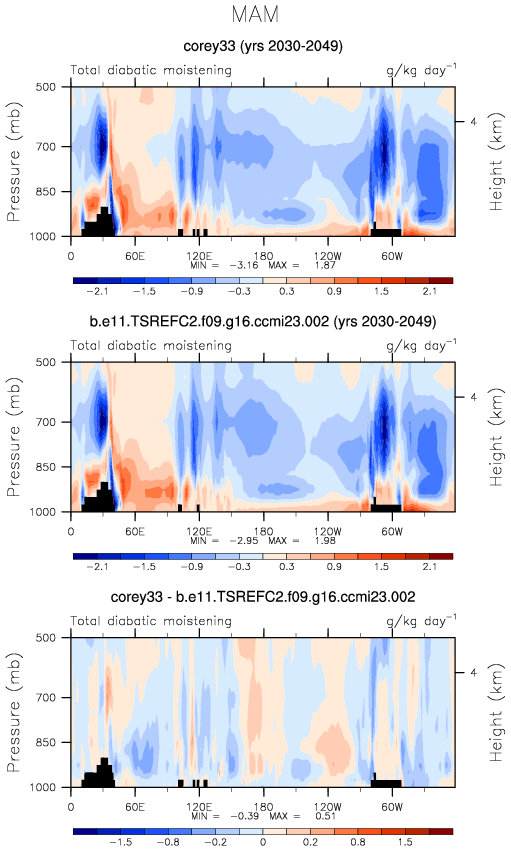 MAM
corey33 (yrs 2030-2049)
Total diabatic moistening g/kg day⁻¹
Pressure (mb)
500
700
850
1000
4
Height (km)
0 60E 120E 180 120W 60W
MIN = -3.16 MAX = 1.87
-2.1 -1.5 -0.9 -0.3 0.3 0.9 1.5 2.1
b.e11.TSREFC2.f09.g16.ccmi23.002 (yrs 2030-2049)
Total diabatic moistening g/kg day⁻¹
Pressure (mb)
500
700
850
1000
4
Height (km)
0 60E 120E 180 120W 60W
MIN = -2.95 MAX = 1.98
-2.1 -1.5 -0.9 -0.3 0.3 0.9 1.5 2.1
corey33 - b.e11.TSREFC2.f09.g16.ccmi23.002
Total diabatic moistening g/kg day⁻¹
Pressure (mb)
500
700
850
1000
4
Height (km)
0 60E 120E 180 120W 60W
MIN = -0.39 MAX = 0.51
-1.5 -0.8 -0.2 0 0.2 0.8 1.5